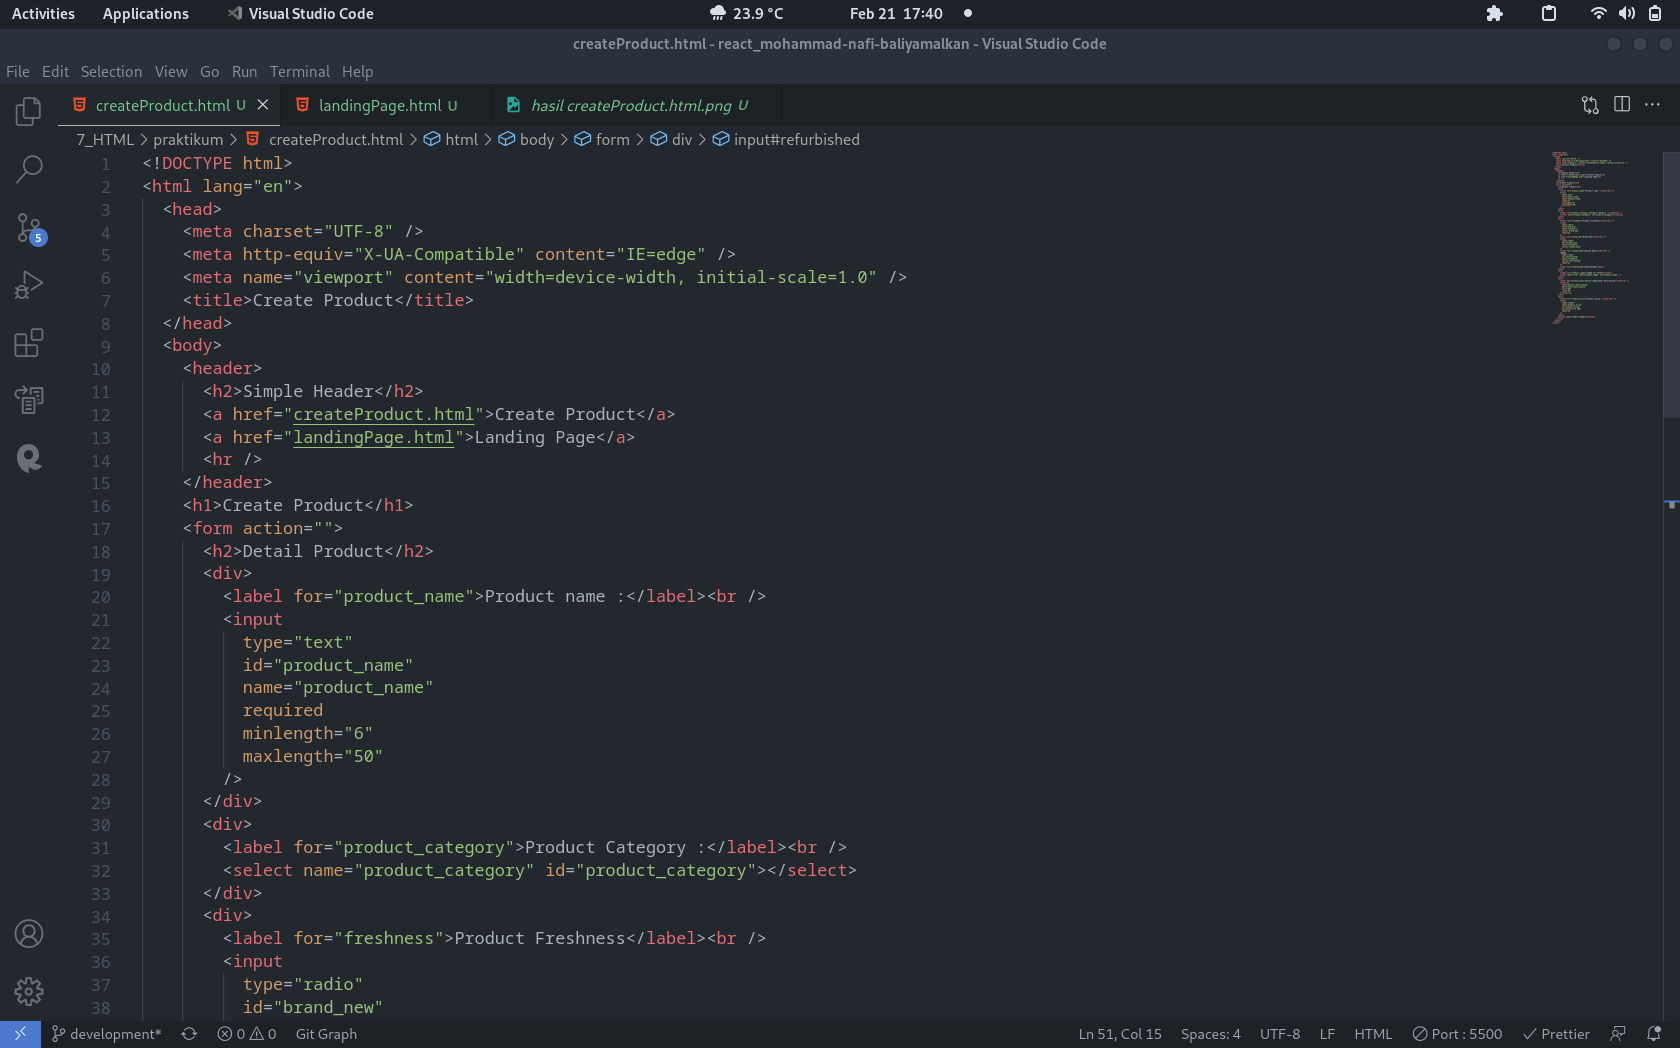 Activities Applications Visual Studio Code 23.9 °C Feb 21 17:40
createProduct.html - react_mohammad-nafi-baliyamalkan - Visual Studio Code
File Edit Selection View Go Run Terminal Help
createProduct.html U landingPage.html U hasil createProduct.html.png U
7_HTML > praktikum > createProduct.html > html > body > form > div > input#refurbished
5
1 <!DOCTYPE html>
2 <html lang="en">
3 <head>
4 <meta charset="UTF-8" />
5 <meta http-equiv="X-UA-Compatible" content="IE=edge" />
6 <meta name="viewport" content="width=device-width, initial-scale=1.0" />
7 <title>Create Product</title>
8 </head>
9 <body>
10 <header>
11 <h2>Simple Header</h2>
12 <a href="createProduct.html">Create Product</a>
13 <a href="landingPage.html">Landing Page</a>
14 <hr />
15 </header>
16 <h1>Create Product</h1>
17 <form action="">
18 <h2>Detail Product</h2>
19 <div>
20 <label for="product_name">Product name :</label><br />
21 <input
22 type="text"
23 id="product_name"
24 name="product_name"
25 required
26 minlength="6"
27 maxlength="50"
28 />
29 </div>
30 <div>
31 <label for="product_category">Product Category :</label><br />
32 <select name="product_category" id="product_category"></select>
33 </div>
34 <div>
35 <label for="freshness">Product Freshness</label><br />
36 <input
37 type="radio"
38 id="brand_new"
development* 0 0 Git Graph Ln 51, Col 15 Spaces: 4 UTF-8 LF HTML Port : 5500 Prettier